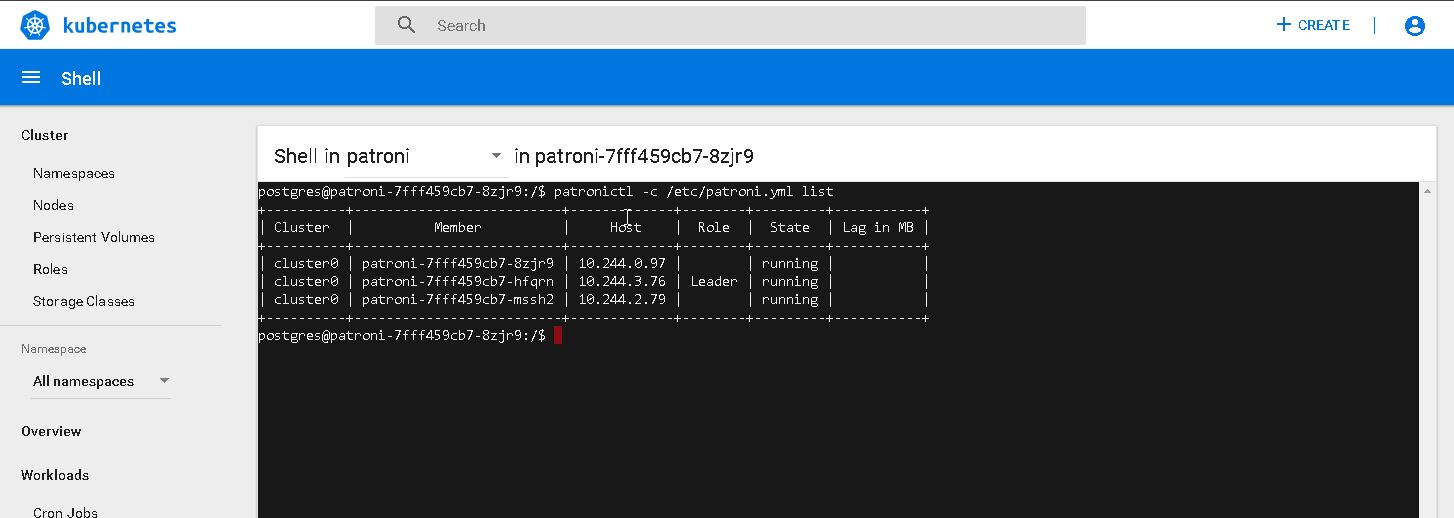 kubernetes
Search
+ CREATE
Shell
Cluster
Namespaces
Nodes
Persistent Volumes
Roles
Storage Classes
Namespace
All namespaces
Overview
Workloads
Cron Jobs
Shell in patroni in patroni-7fff459cb7-8zjr9
postgres@patroni-7fff459cb7-8zjr9:/$ patronictl -c /etc/patroni.yml list
+----------+--------------------------+-------------+--------+---------+-----------+
| Cluster | Member | Host | Role | State | Lag in MB |
+----------+--------------------------+-------------+--------+---------+-----------+
| cluster0 | patroni-7fff459cb7-8zjr9 | 10.244.0.97 | | running | |
| cluster0 | patroni-7fff459cb7-hfqrn | 10.244.3.76 | Leader | running | |
| cluster0 | patroni-7fff459cb7-mssh2 | 10.244.2.79 | | running | |
+----------+--------------------------+-------------+--------+---------+-----------+
postgres@patroni-7fff459cb7-8zjr9:/$